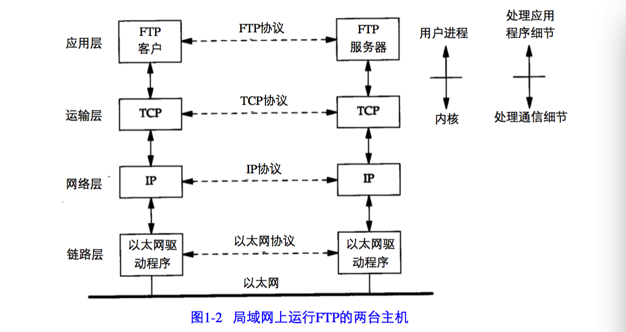 应用层
FTP
客户
FTP协议
FTP
服务器
用户进程
处理应用
程序细节
运输层
TCP
TCP协议
TCP
内核
处理通信细节
网络层
IP
IP协议
IP
链路层
以太网驱
动程序
以太网协议
以太网驱
动程序
以太网
图1-2 局域网上运行FTP的两台主机